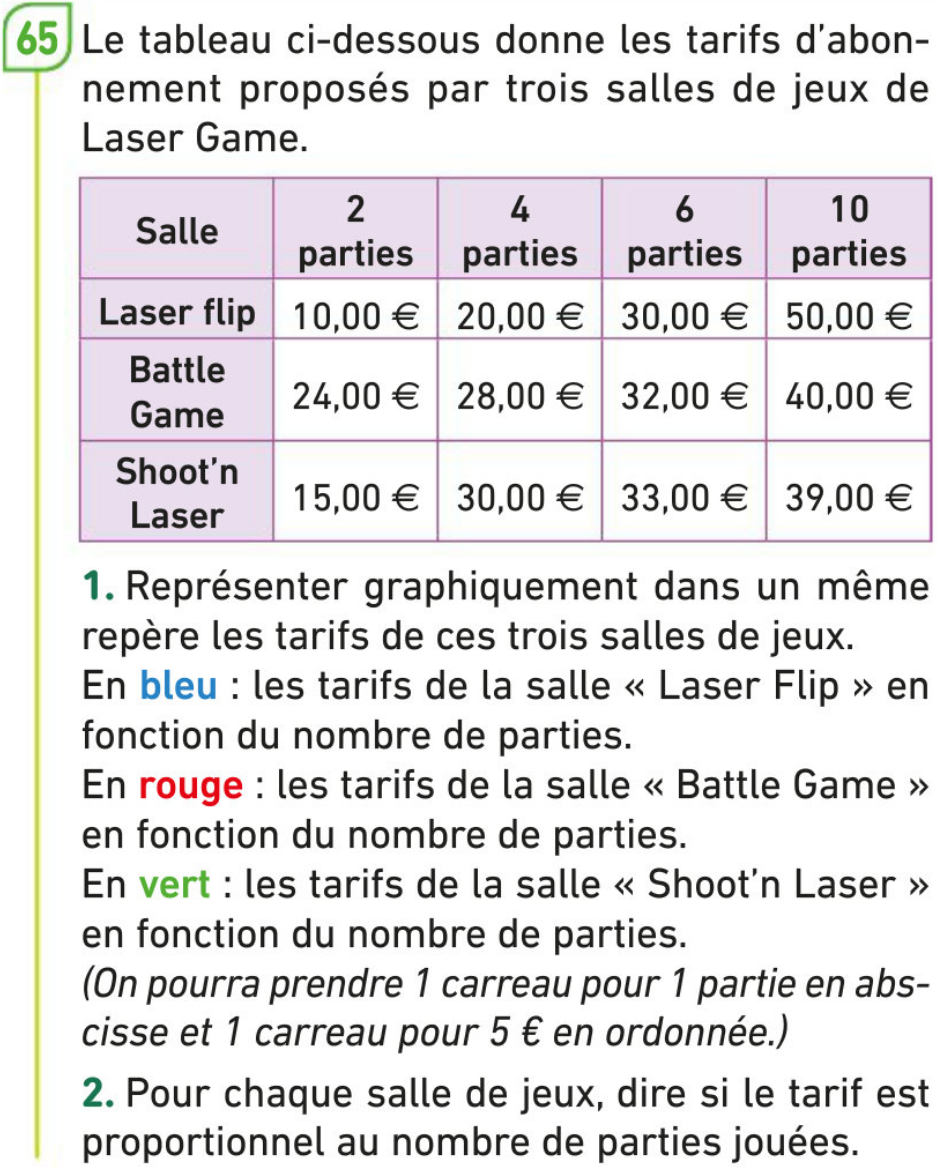 65 Le tableau ci-dessous donne les tarifs d'abon-
nement proposés par trois salles de jeux de
Laser Game.
Salle 2 parties 4 parties 6 parties 10 parties
Laser flip 10,00 € 20,00 € 30,00 € 50,00 €
Battle Game 24,00 € 28,00 € 32,00 € 40,00 €
Shoot'n Laser 15,00 € 30,00 € 33,00 € 39,00 €
1. Représenter graphiquement dans un même
repère les tarifs de ces trois salles de jeux.
En bleu : les tarifs de la salle « Laser Flip » en
fonction du nombre de parties.
En rouge : les tarifs de la salle « Battle Game »
en fonction du nombre de parties.
En vert : les tarifs de la salle « Shoot'n Laser »
en fonction du nombre de parties.
(On pourra prendre 1 carreau pour 1 partie en abs-
cisse et 1 carreau pour 5 € en ordonnée.)
2. Pour chaque salle de jeux, dire si le tarif est
proportionnel au nombre de parties jouées.